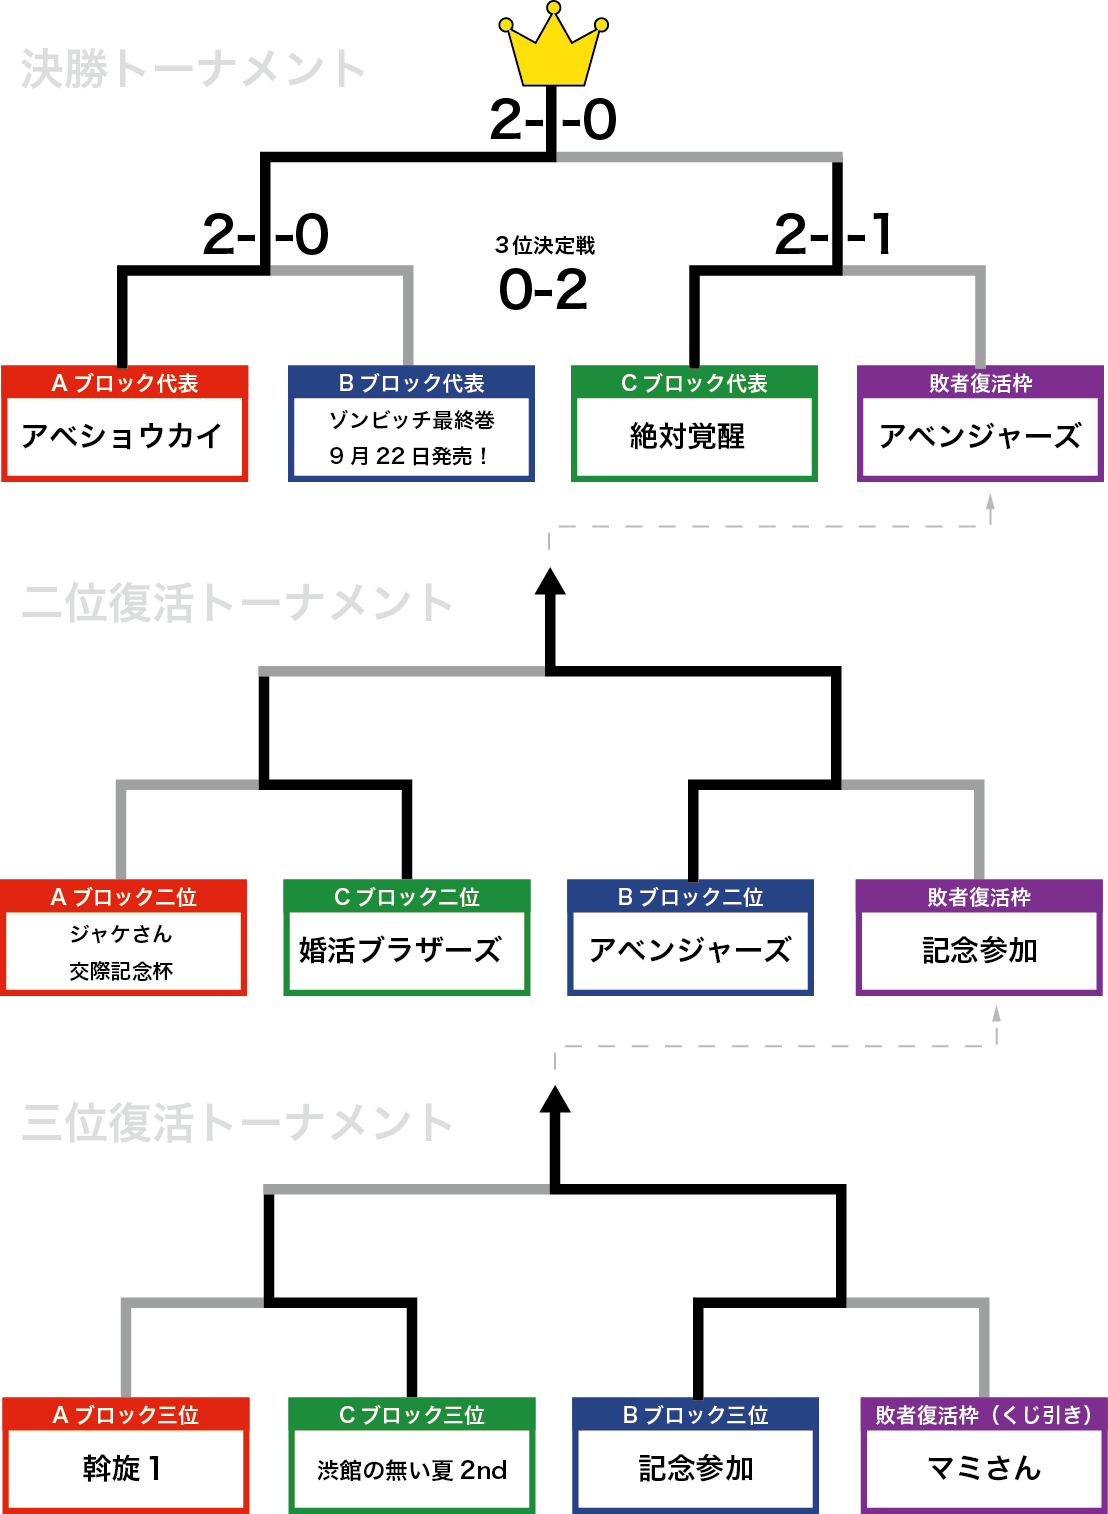 決勝トーナメント
2- -0
2- -0
2- -1
3位決定戦
0-2
Aブロック代表
Bブロック代表
Cブロック代表
敗者復活枠
アベショウカイ
ゾンビッチ最終巻
9月22日発売！
絶対覚醒
アベンジャーズ
二位復活トーナメント
Aブロック二位
Cブロック二位
Bブロック二位
敗者復活枠
ジャケさん
交際記念杯
婚活ブラザーズ
アベンジャーズ
記念参加
三位復活トーナメント
Aブロック三位
Cブロック三位
Bブロック三位
敗者復活枠（くじ引き）
斡旋1
渋館の無い夏2nd
記念参加
マミさん